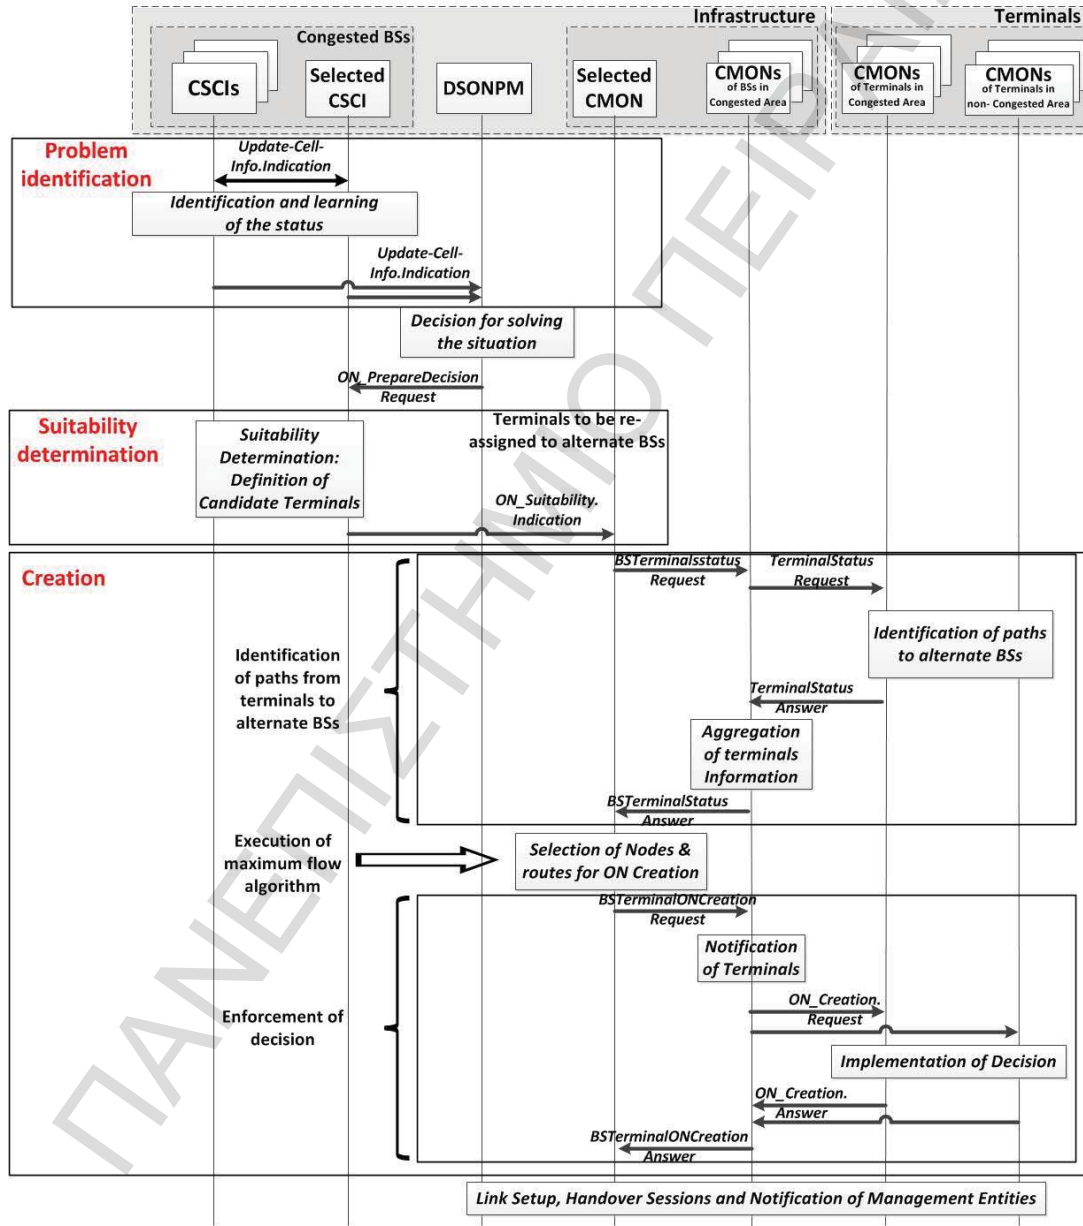 Infrastructure
Terminals
Congested BSs
CSCIs
Selected
CSCI
DSONPM
Selected
CMON
CMONs
of BSs in
Congested Area
CMONs
of Terminals in
Congested Area
CMONs
of Terminals in
non- Congested Area
Problem
identification
Update-Cell-
Info.Indication
Identification and learning
of the status
Update-Cell-
Info.Indication
Decision for solving
the situation
ON_PrepareDecision
Request
Suitability
determination
Suitability
Determination:
Definition of
Candidate Terminals
Terminals to be re-
assigned to alternate BSs
ON_Suitability.
Indication
Creation
BSTerminalsstatus
Request
TerminalStatus
Request
Identification of paths
to alternate BSs
Identification
of paths from
terminals to
alternate BSs
TerminalStatus
Answer
Aggregation
of terminals
Information
BSTerminalStatus
Answer
Execution of
maximum flow
algorithm
Selection of Nodes &
routes for ON Creation
BSTerminalONCreation
Request
Notification
of Terminals
ON_Creation.
Request
Enforcement of
decision
Implementation of Decision
ON_Creation.
Answer
BSTerminalONCreation
Answer
Link Setup, Handover Sessions and Notification of Management Entities
ΠΑΝΕΠΙΣΤΗΜΙΟ ΠΕΙΡΑ